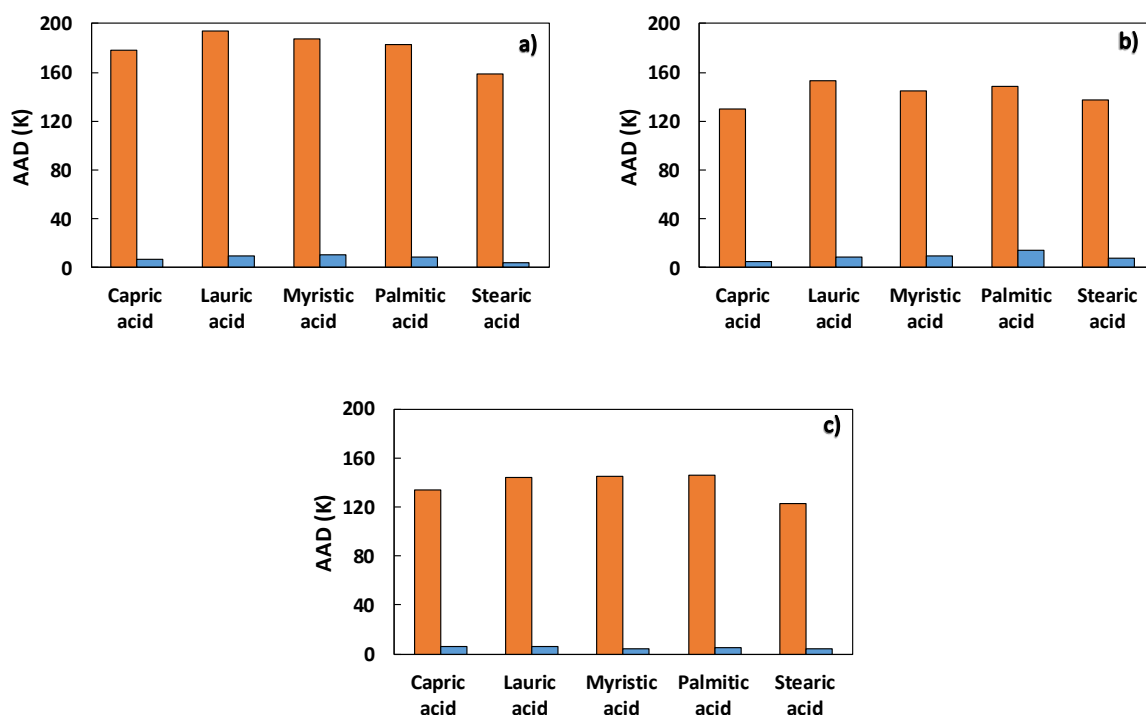 a)
AAD (K)
200
160
120
80
40
0
Capric acid
Lauric acid
Myristic acid
Palmitic acid
Stearic acid
b)
AAD (K)
200
160
120
80
40
0
Capric acid
Lauric acid
Myristic acid
Palmitic acid
Stearic acid
c)
AAD (K)
200
160
120
80
40
0
Capric acid
Lauric acid
Myristic acid
Palmitic acid
Stearic acid